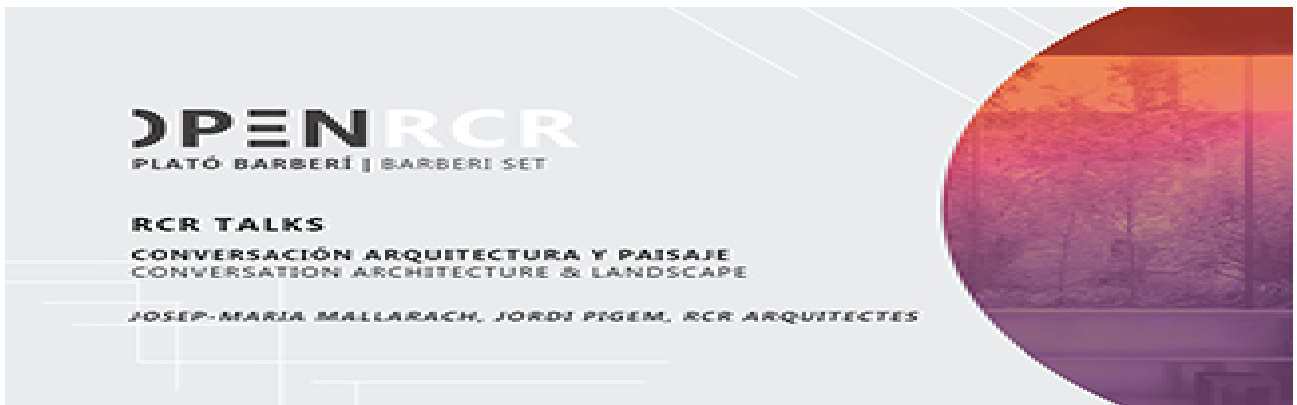 OPENRCR
PLATÓ BARBERÍ | BARBERI SET
RCR TALKS
CONVERSACIÓN ARQUITECTURA Y PAISAJE
CONVERSATION ARCHITECTURE & LANDSCAPE
JOSEP-MARIA MALLARACH, JORDI PIGEM, RCR ARQUITECTES